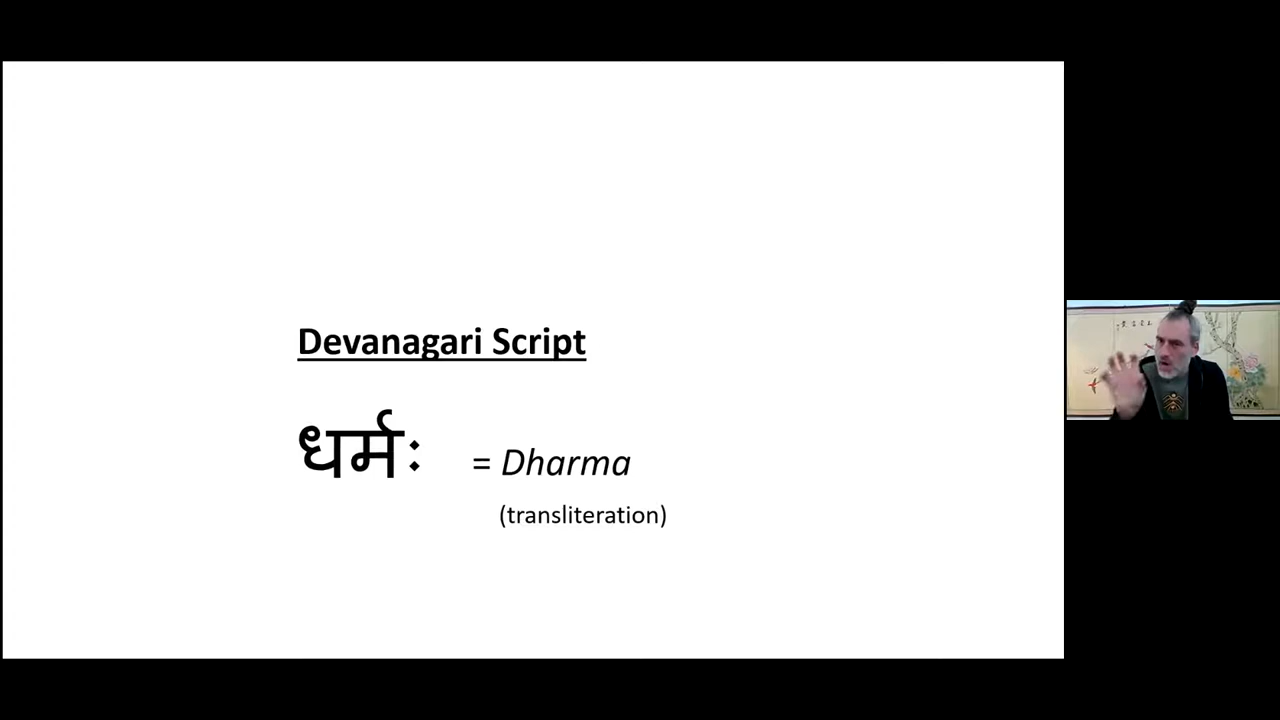 Devanagari Script
धर्मः = Dharma
(transliteration)